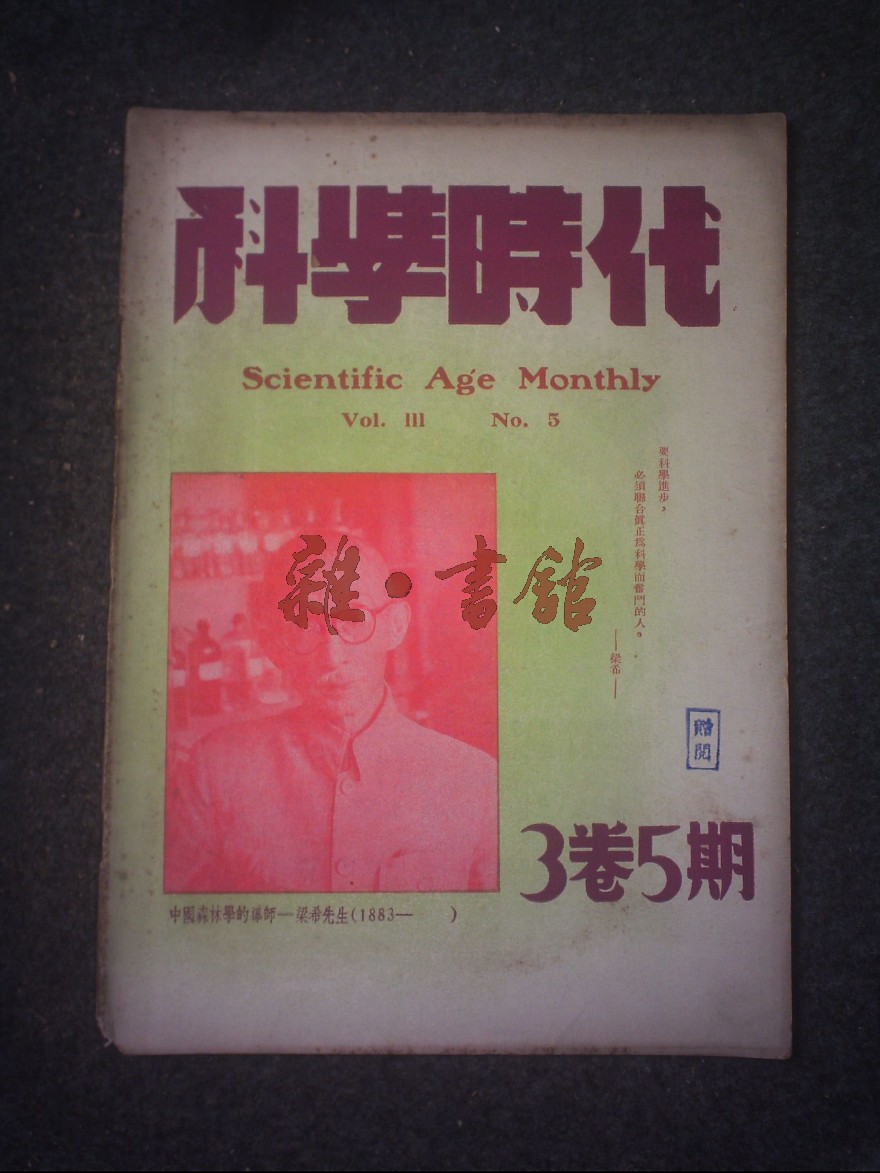 科學時代
Scientific Age Monthly
Vol. III No. 5
要科學進步，
必須聯合眞正爲科學而奮鬥的人。
——梁希——
雜·書館
贈閱
3卷5期
中國森林學的導師—梁希先生(1883— )